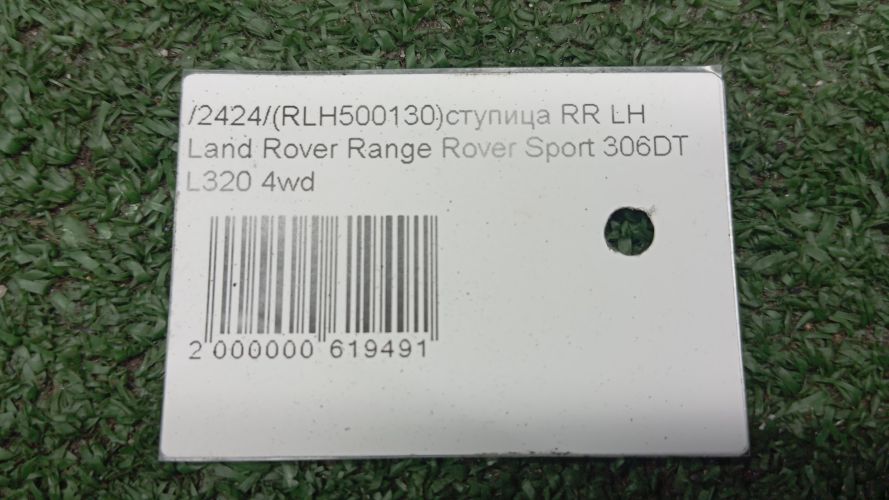 /2424/(RLH500130)ступица RR LH
Land Rover Range Rover Sport 306DT
L320 4wd
2 000000 619491